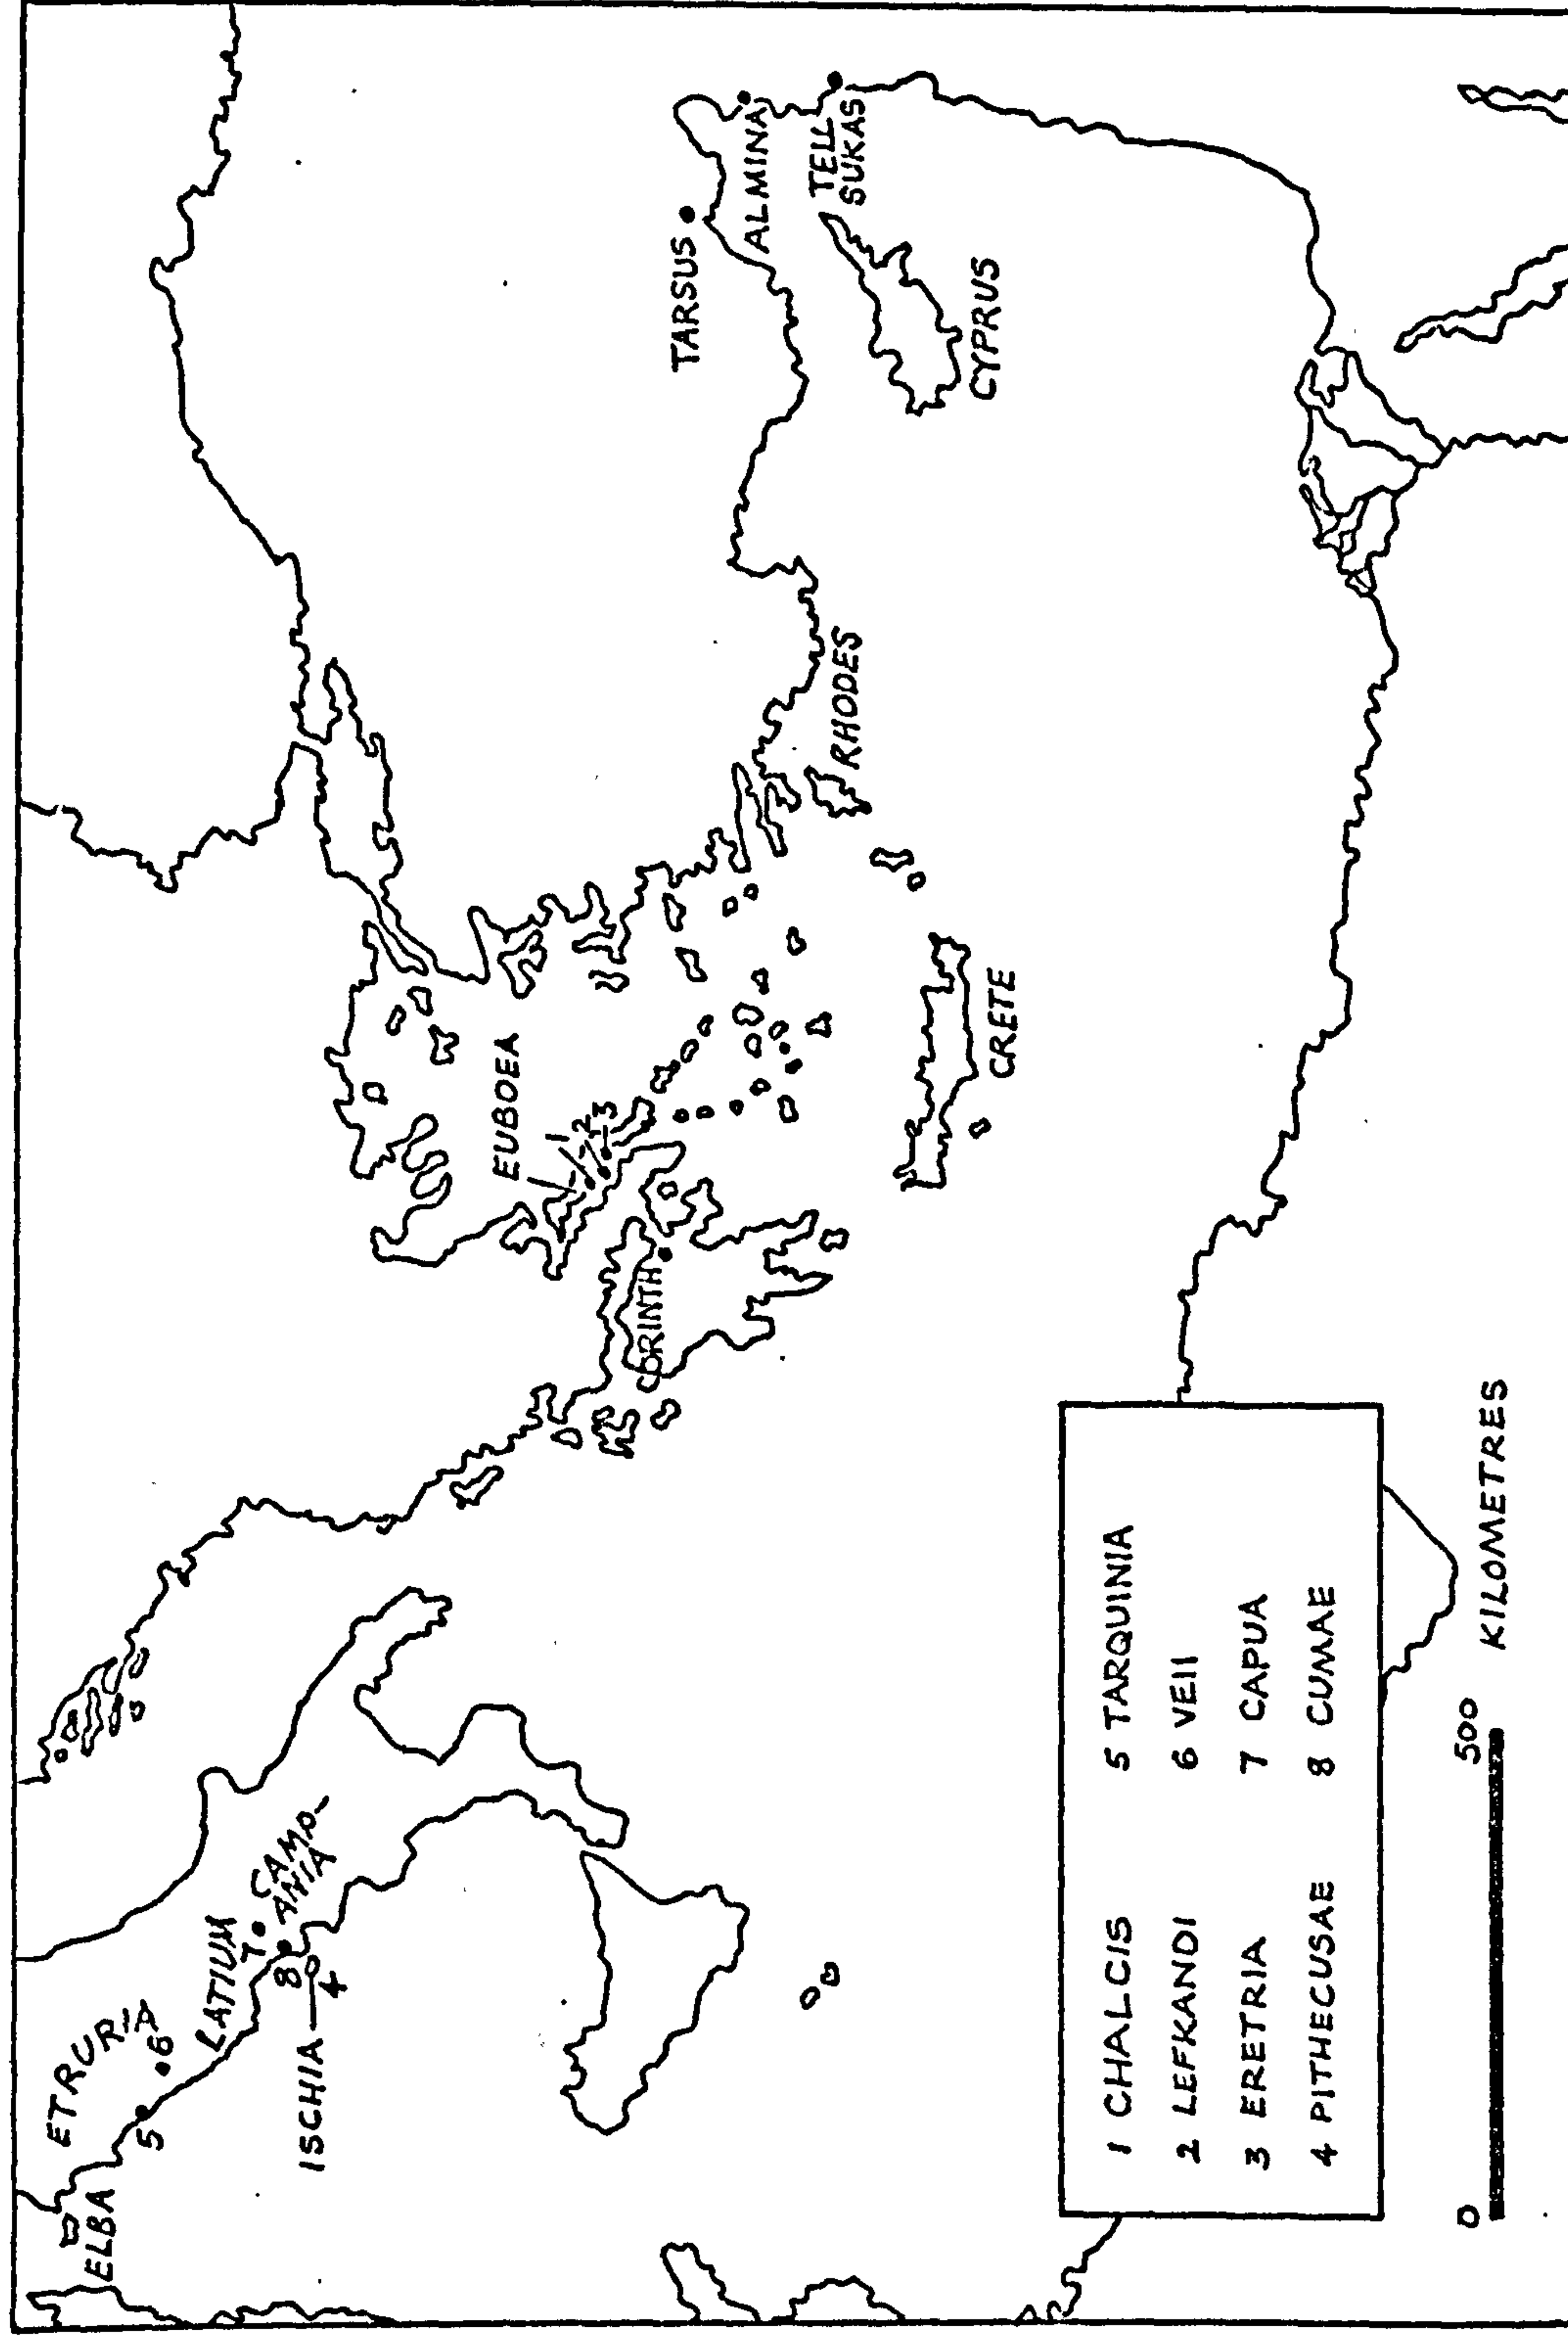 ETRURIA
ELBA
5
6
LATIUM
7
CAMP-
ANIA
8
4
ISCHIA
EUBOEA
1
2
3
CORINTH
CRETE
RHODES
TARSUS
ALMINA
TELL
SUKAS
CYPRUS
1 CHALCIS
2 LEFKANDI
3 ERETRIA
4 PITHECUSAE
5 TARQUINIA
6 VEII
7 CAPUA
8 CUMAE
0 500
KILOMETRES